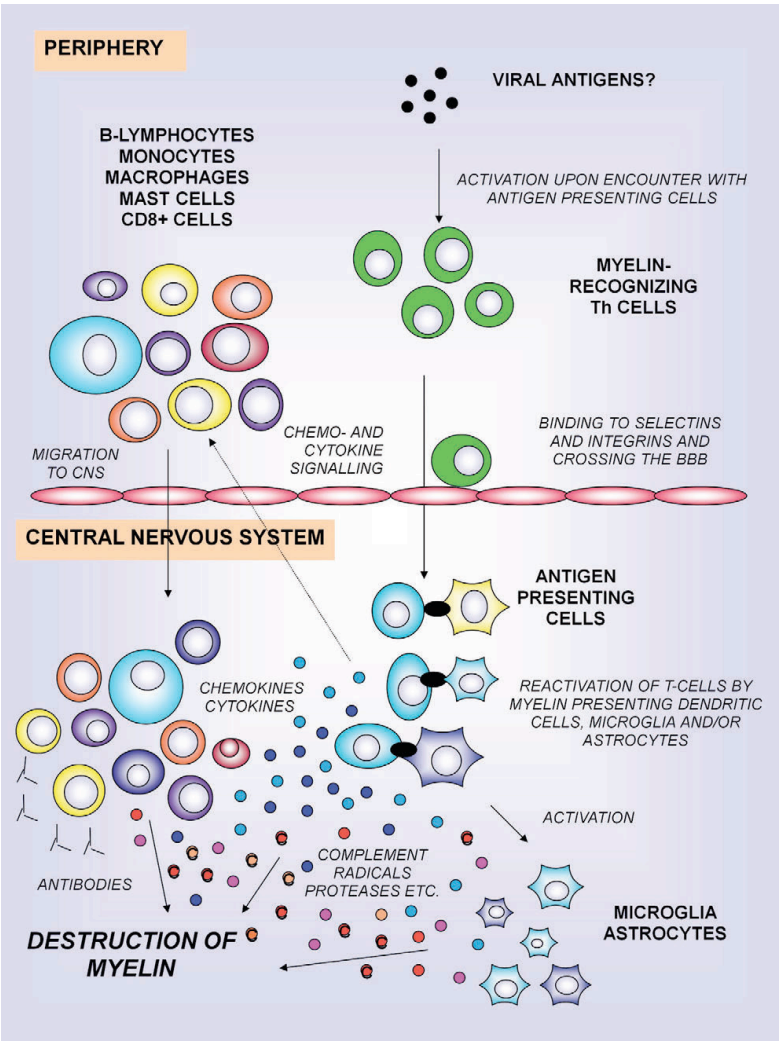 PERIPHERY
VIRAL ANTIGENS?
B-LYMPHOCYTES
MONOCYTES
MACROPHAGES
MAST CELLS
CD8+ CELLS
ACTIVATION UPON ENCOUNTER WITH
ANTIGEN PRESENTING CELLS
MYELIN-
RECOGNIZING
Th CELLS
MIGRATION
TO CNS
CHEMO- AND
CYTOKINE
SIGNALLING
BINDING TO SELECTINS
AND INTEGRINS AND
CROSSING THE BBB
CENTRAL NERVOUS SYSTEM
ANTIGEN
PRESENTING
CELLS
CHEMOKINES
CYTOKINES
REACTIVATION OF T-CELLS BY
MYELIN PRESENTING DENDRITIC
CELLS, MICROGLIA AND/OR
ASTROCYTES
ACTIVATION
ANTIBODIES
COMPLEMENT
RADICALS
PROTEASES ETC.
MICROGLIA
ASTROCYTES
DESTRUCTION OF
MYELIN